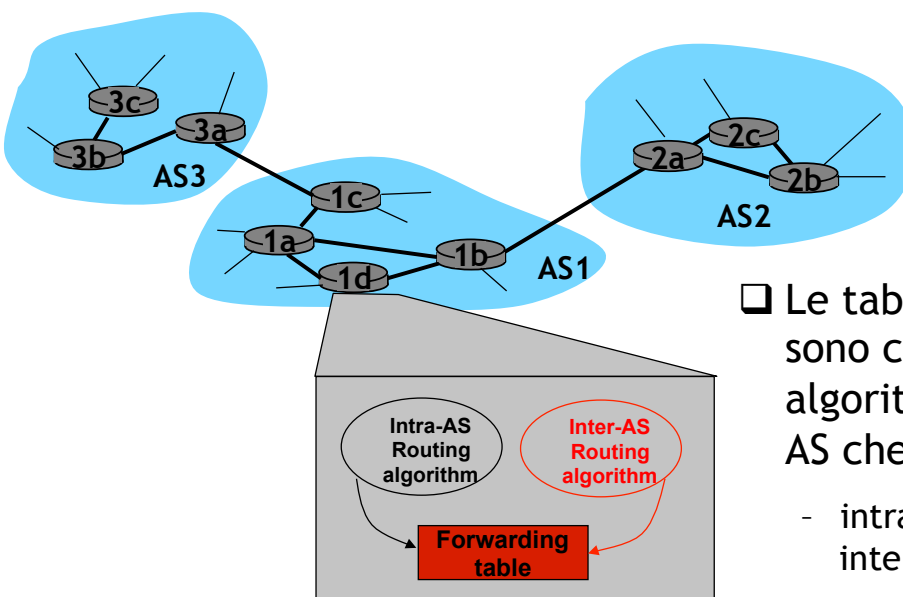 3c
3a
3b
AS3
2c
2a
2b
AS2
1c
1a
1b
1d
AS1
Le tab
sono c
algorit
AS che
- intra
inte
Intra-AS
Routing
algorithm
Inter-AS
Routing
algorithm
Forwarding
table